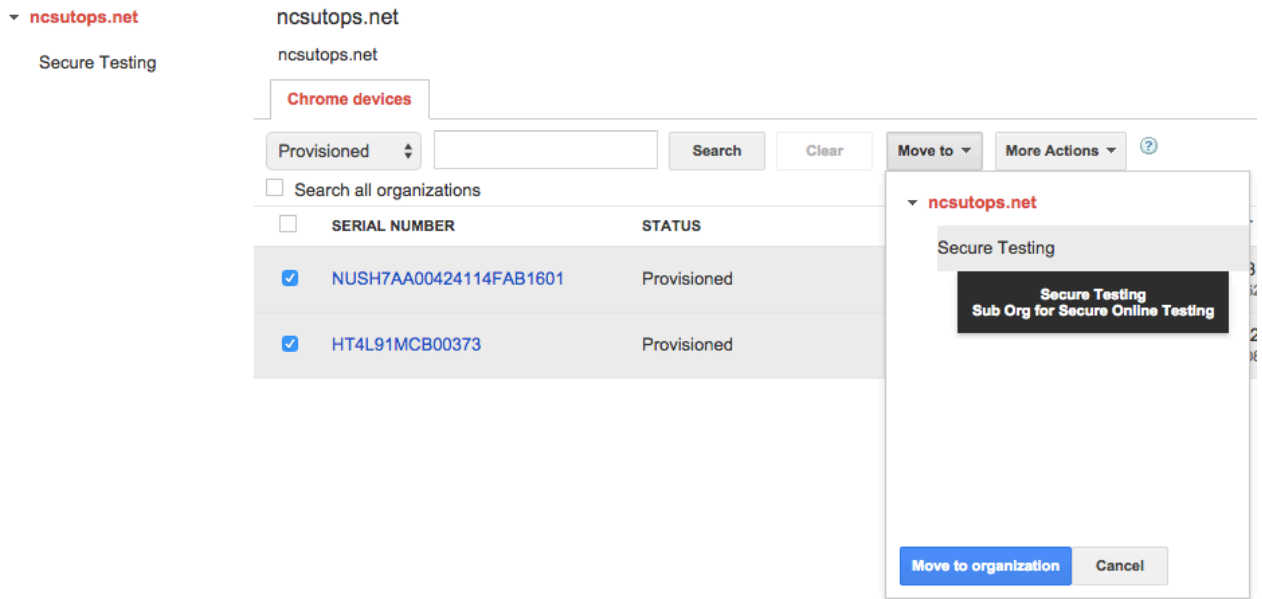 ncsutops.net
Secure Testing
ncsutops.net
ncsutops.net
Chrome devices
Provisioned
Search
Clear
Move to
More Actions
?
Search all organizations
SERIAL NUMBER
STATUS
NUSH7AA00424114FAB1601
Provisioned
HT4L91MCB00373
Provisioned
ncsutops.net
Secure Testing
Secure Testing
Sub Org for Secure Online Testing
Move to organization
Cancel